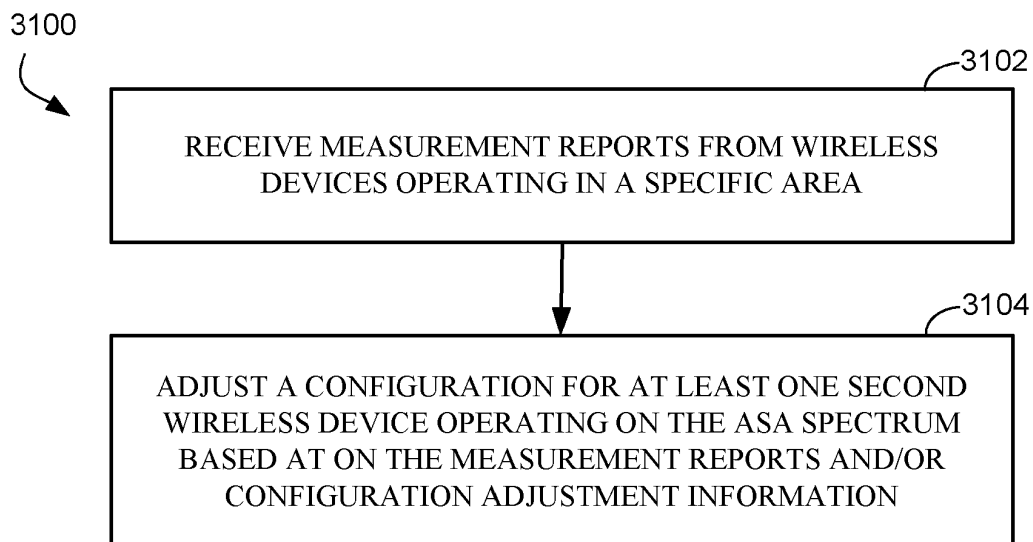 3100
3102
RECEIVE MEASUREMENT REPORTS FROM WIRELESS
DEVICES OPERATING IN A SPECIFIC AREA
3104
ADJUST A CONFIGURATION FOR AT LEAST ONE SECOND
WIRELESS DEVICE OPERATING ON THE ASA SPECTRUM
BASED AT ON THE MEASUREMENT REPORTS AND/OR
CONFIGURATION ADJUSTMENT INFORMATION